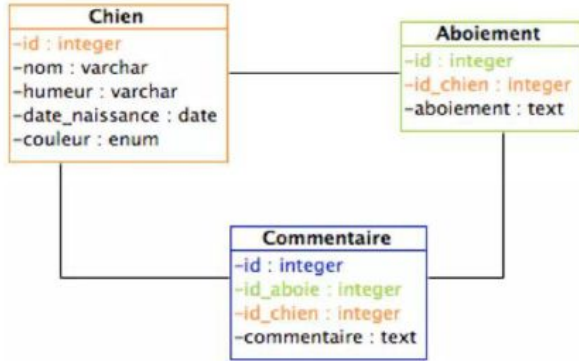 Chien
-id : integer
-nom : varchar
-humeur : varchar
-date_naissance : date
-couleur : enum
Aboiement
-id : integer
-id_chien : integer
-aboiement : text
Commentaire
-id : integer
-id_aboie : integer
-id_chien : integer
-commentaire : text